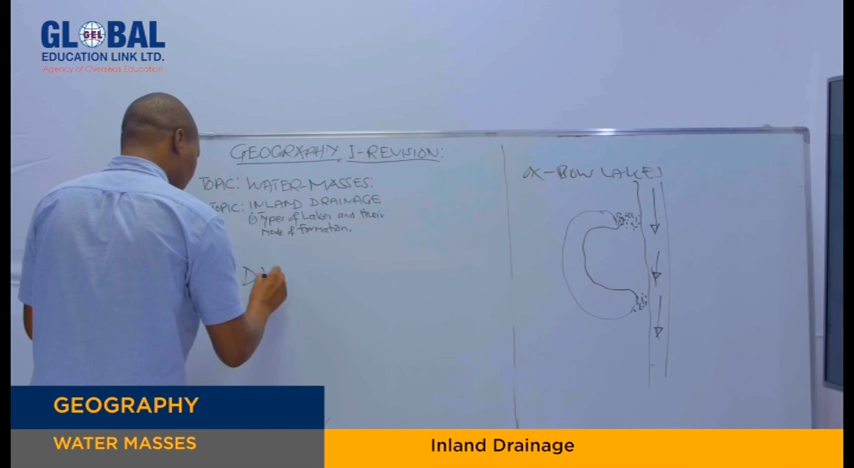 GLOBAL
GEL
EDUCATION LINK LTD.
Agency of Overseas Education
GEOGRAPHY I-REVISION:
TOPIC: WATER-MASSES:
TOPIC: INLAND DRAINAGE
(i) Types of Lakes and their
mode of formation.
OX-BOW LAKES
GEOGRAPHY
WATER MASSES
Inland Drainage